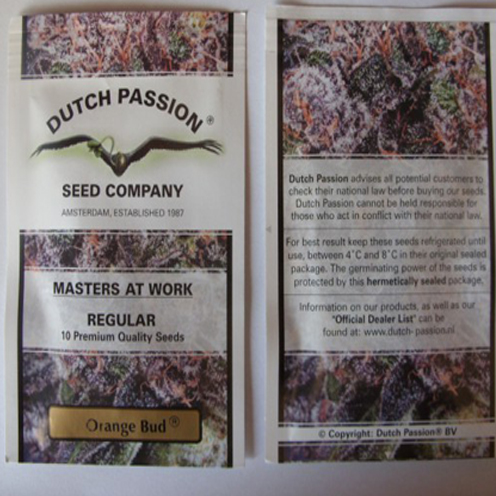 DUTCH PASSION®
SEED COMPANY
AMSTERDAM, ESTABLISHED 1987
MASTERS AT WORK
REGULAR
10 Premium Quality Seeds
Orange Bud®
Dutch Passion advises all potential customers to
check their national law before buying our seeds.
Dutch Passion cannot be held responsible for
those who act in conflict with their national law.
For best result keep these seeds refrigerated until
use, between 4°C and 8°C in their original sealed
package. The germinating power of the seeds is
protected by this hermetically sealed package.
Information on our products, as well as our
"Official Dealer List" can be
found at: www.dutch-passion.nl
© Copyright: Dutch Passion® BV